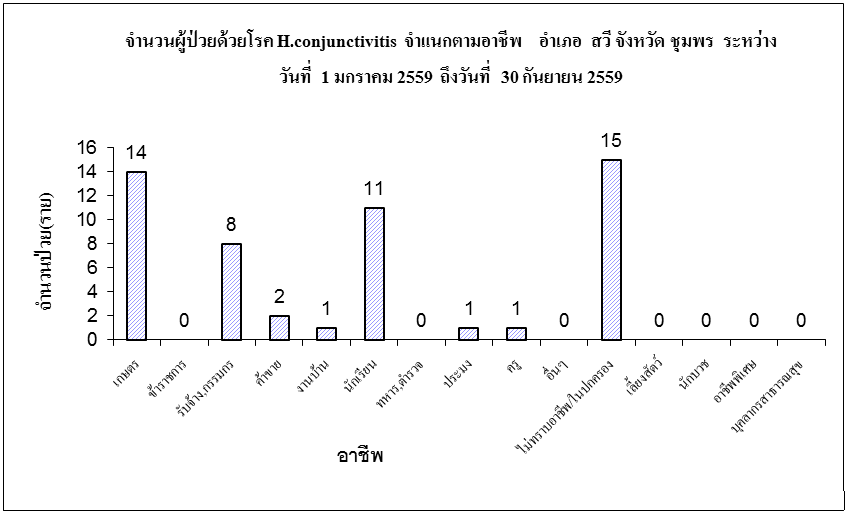 จำนวนผู้ป่วยด้วยโรค H.conjunctivitis จำแนกตามอาชีพ อำเภอ สวี จังหวัด ชุมพร ระหว่าง
วันที่ 1 มกราคม 2559 ถึงวันที่ 30 กันยายน 2559
จำนวนป่วย(ราย)
16
14
12
10
8
6
4
2
0
14
0
8
2
1
11
0
1
1
0
15
0
0
0
0
เกษตร
ข้าราชการ
รับจ้าง,กรรมกร
ค้าขาย
งานบ้าน
นักเรียน
ทหาร,ตำรวจ
ประมง
ครู
อื่นๆ
ไม่ทราบอาชีพ/ในปกครอง
เลี้ยงสัตว์
นักบวช
อาชีพพิเศษ
บุคลากรสาธารณสุข
อาชีพ